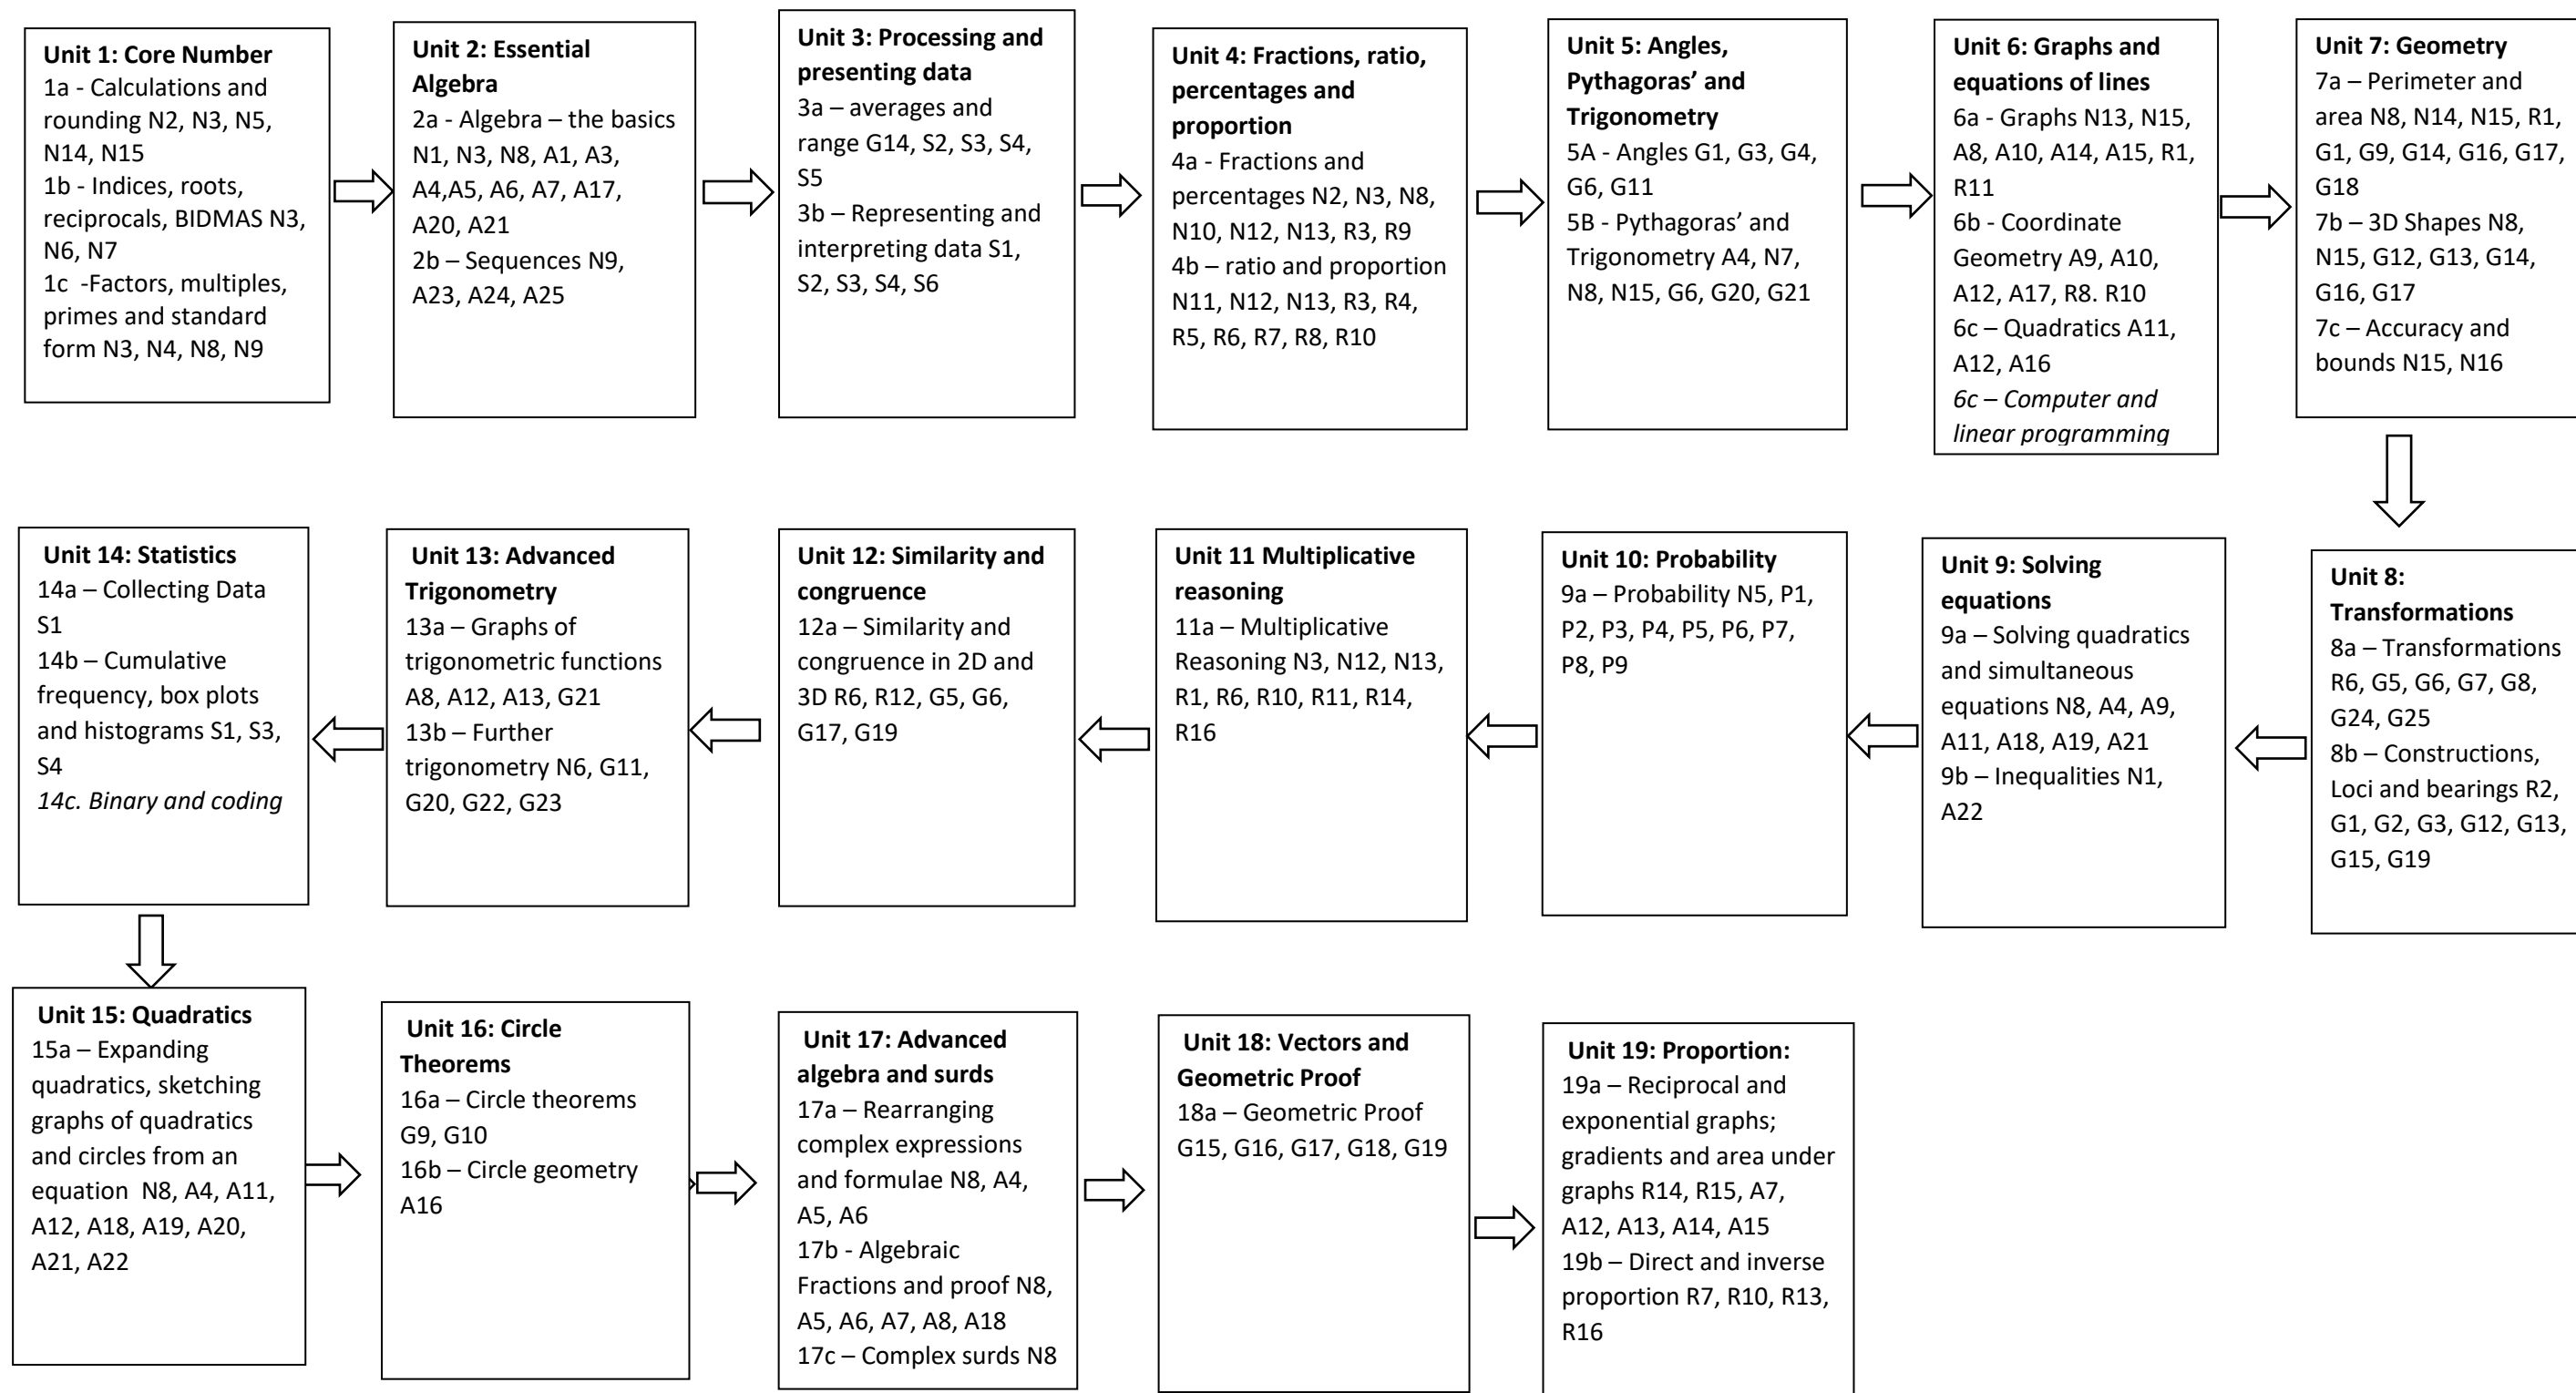 Unit 1: Core Number
1a - Calculations and
rounding N2, N3, N5,
N14, N15
1b - Indices, roots,
reciprocals, BIDMAS N3,
N6, N7
1c  -Factors, multiples,
primes and standard
form N3, N4, N8, N9
Unit 2: Essential
Algebra
2a - Algebra – the basics
N1, N3, N8, A1, A3,
A4,A5, A6, A7, A17,
A20, A21
2b – Sequences N9,
A23, A24, A25
Unit 3: Processing and
presenting data
3a – averages and
range G14, S2, S3, S4,
S5
3b – Representing and
interpreting data S1,
S2, S3, S4, S6
Unit 4: Fractions, ratio,
percentages and
proportion
4a - Fractions and
percentages N2, N3, N8,
N10, N12, N13, R3, R9
4b – ratio and proportion
N11, N12, N13, R3, R4,
R5, R6, R7, R8, R10
Unit 5: Angles,
Pythagoras’ and
Trigonometry
5A - Angles G1, G3, G4,
G6, G11
5B - Pythagoras’ and
Trigonometry A4, N7,
N8, N15, G6, G20, G21
Unit 6: Graphs and
equations of lines
6a - Graphs N13, N15,
A8, A10, A14, A15, R1,
R11
6b - Coordinate
Geometry A9, A10,
A12, A17, R8. R10
6c – Quadratics A11,
A12, A16
6c – Computer and
linear programming
Unit 7: Geometry
7a – Perimeter and
area N8, N14, N15, R1,
G1, G9, G14, G16, G17,
G18
7b – 3D Shapes N8,
N15, G12, G13, G14,
G16, G17
7c – Accuracy and
bounds N15, N16
Unit 14: Statistics
14a – Collecting Data
S1
14b – Cumulative
frequency, box plots
and histograms S1, S3,
S4
14c. Binary and coding
Unit 13: Advanced
Trigonometry
13a – Graphs of
trigonometric functions
A8, A12, A13, G21
13b – Further
trigonometry N6, G11,
G20, G22, G23
Unit 12: Similarity and
congruence
12a – Similarity and
congruence in 2D and
3D R6, R12, G5, G6,
G17, G19
Unit 11 Multiplicative
reasoning
11a – Multiplicative
Reasoning N3, N12, N13,
R1, R6, R10, R11, R14,
R16
Unit 10: Probability
9a – Probability N5, P1,
P2, P3, P4, P5, P6, P7,
P8, P9
Unit 9: Solving
equations
9a – Solving quadratics
and simultaneous
equations N8, A4, A9,
A11, A18, A19, A21
9b – Inequalities N1,
A22
Unit 8:
Transformations
8a – Transformations
R6, G5, G6, G7, G8,
G24, G25
8b – Constructions,
Loci and bearings R2,
G1, G2, G3, G12, G13,
G15, G19
Unit 15: Quadratics
15a – Expanding
quadratics, sketching
graphs of quadratics
and circles from an
equation  N8, A4, A11,
A12, A18, A19, A20,
A21, A22
Unit 16: Circle
Theorems
16a – Circle theorems
G9, G10
16b – Circle geometry
A16
Unit 17: Advanced
algebra and surds
17a – Rearranging
complex expressions
and formulae N8, A4,
A5, A6
17b - Algebraic
Fractions and proof N8,
A5, A6, A7, A8, A18
17c – Complex surds N8
Unit 18: Vectors and
Geometric Proof
18a – Geometric Proof
G15, G16, G17, G18, G19
Unit 19: Proportion:
19a – Reciprocal and
exponential graphs;
gradients and area under
graphs R14, R15, A7,
A12, A13, A14, A15
19b – Direct and inverse
proportion R7, R10, R13,
R16